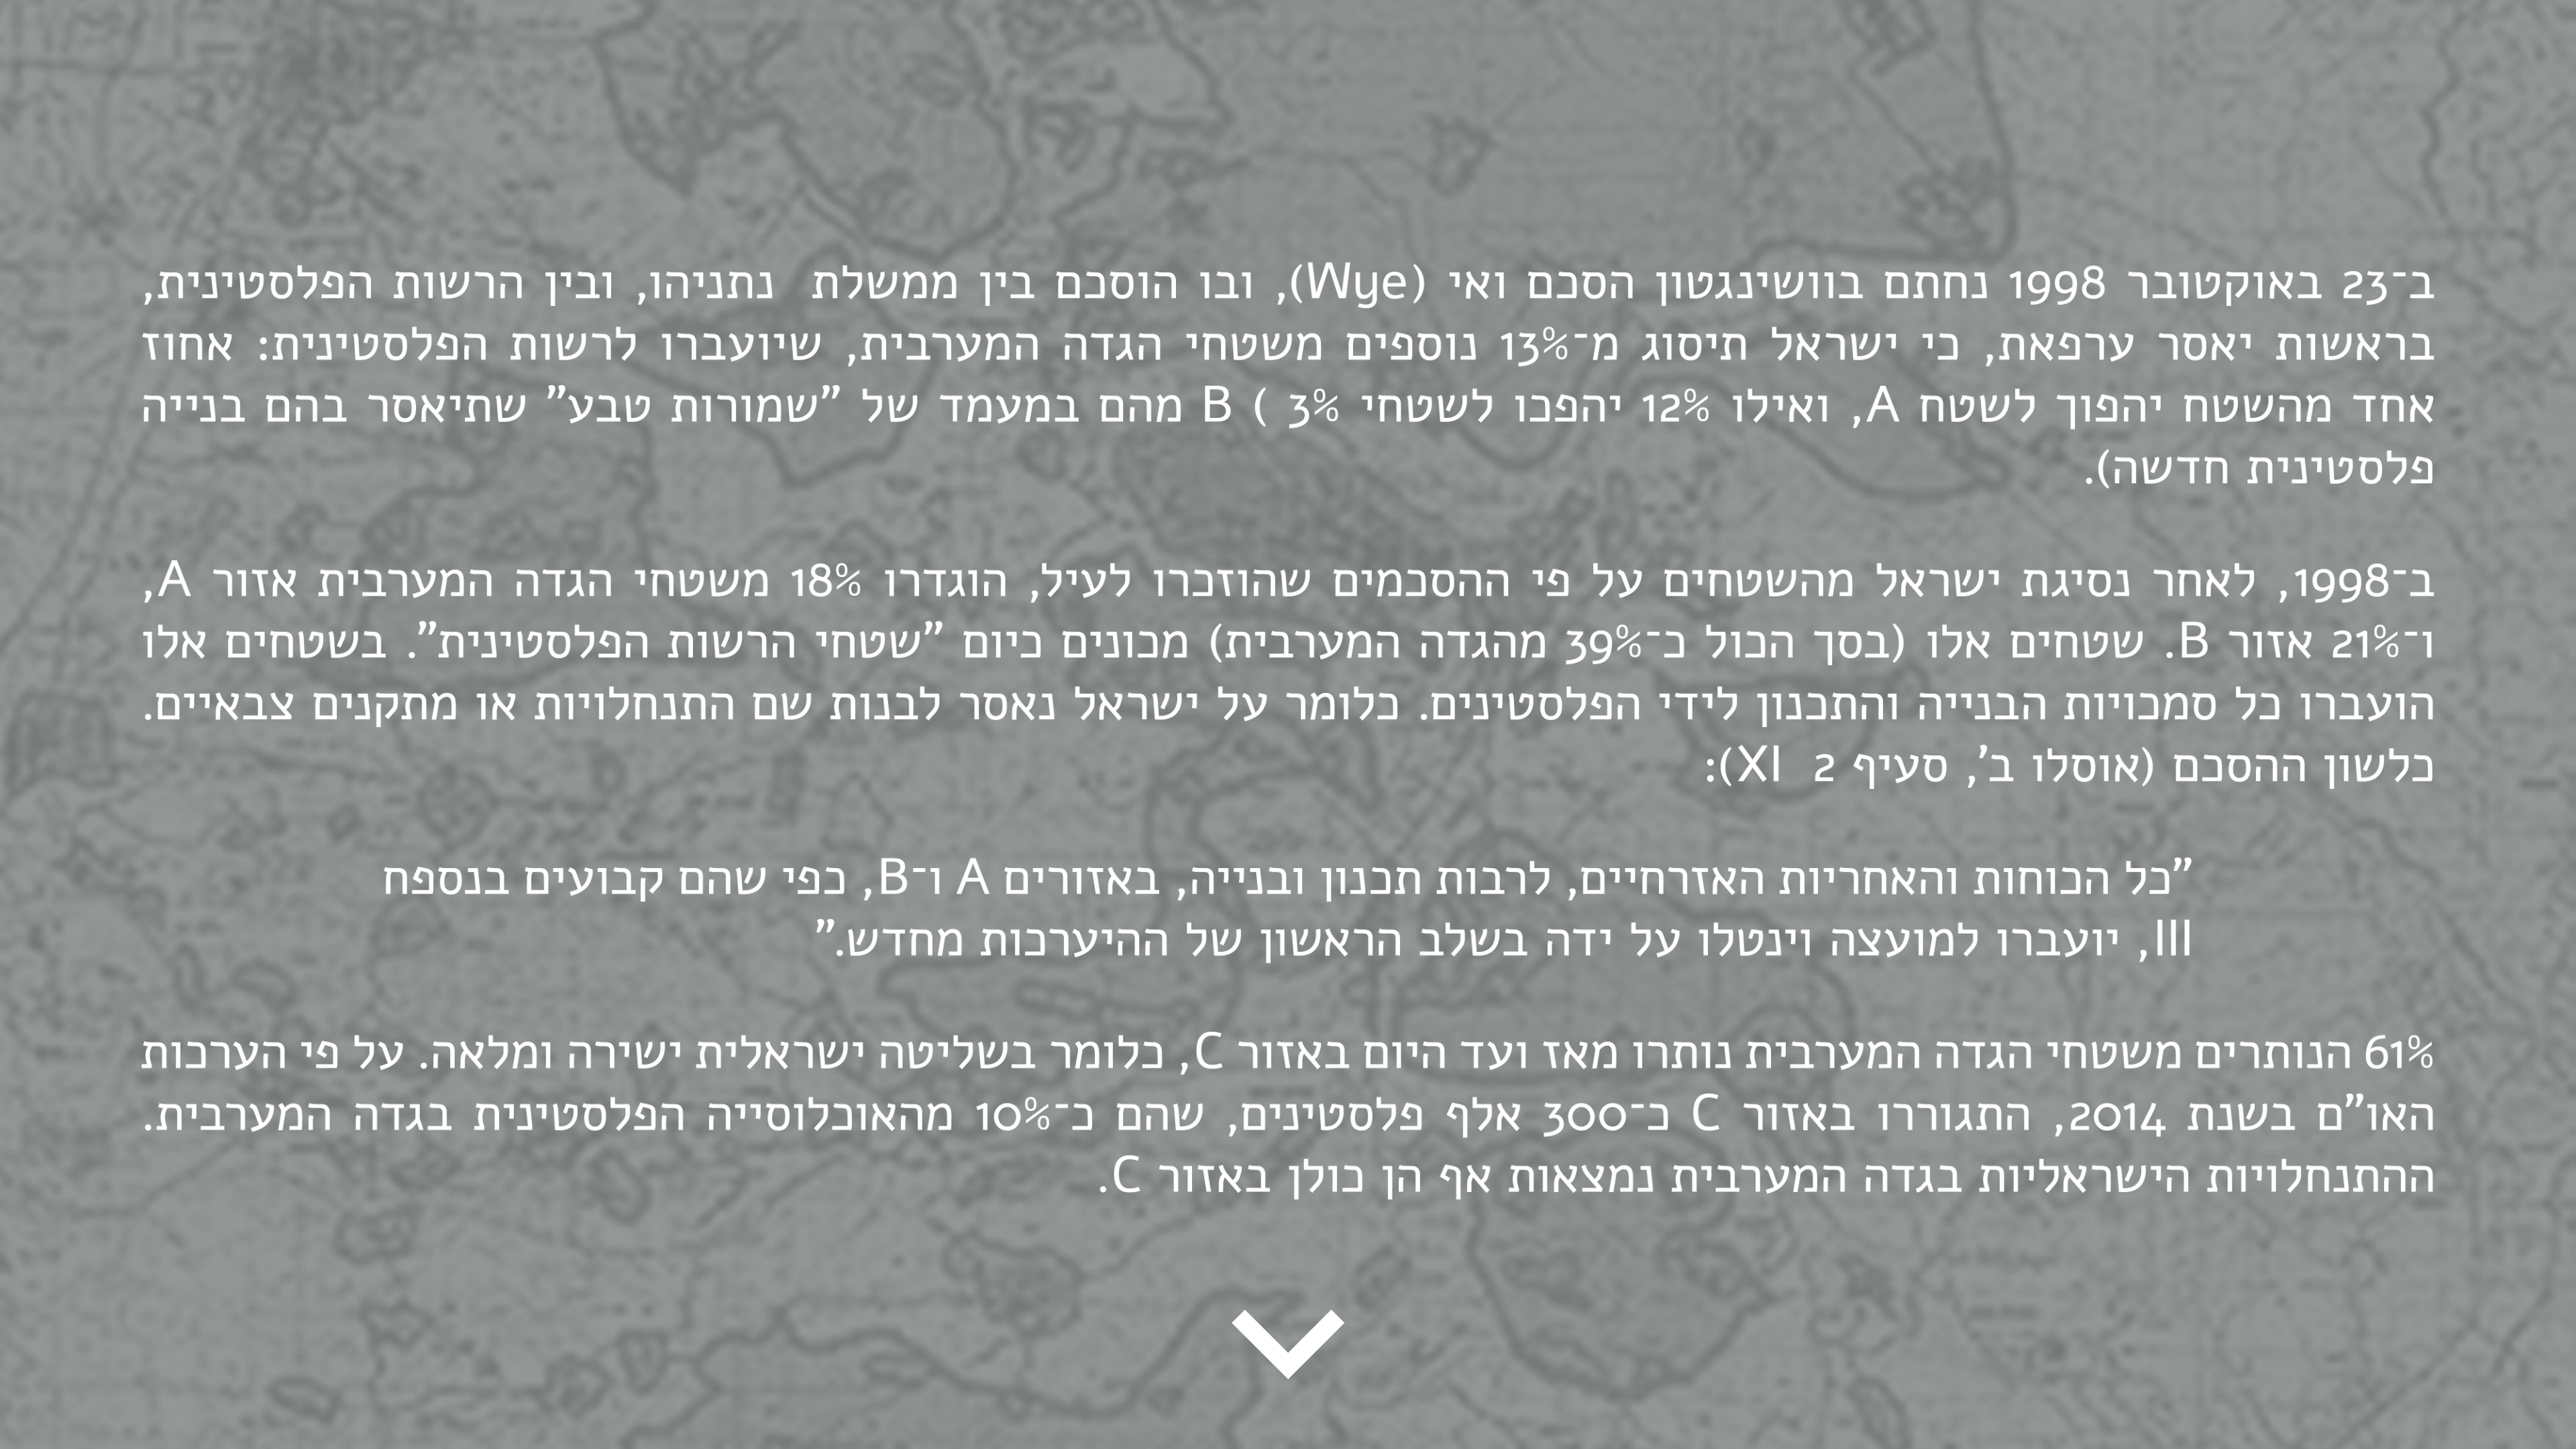 ב־23 באוקטובר 1998 נחתם בוושינגטון הסכם ואי (Wye), ובו הוסכם בין ממשלת  נתניהו, ובין הרשות הפלסטינית,
בראשות יאסר ערפאת, כי ישראל תיסוג מ־13% נוספים משטחי הגדה המערבית, שיועברו לרשות הפלסטינית: אחוז
אחד מהשטח יהפוך לשטח A, ואילו 12% יהפכו לשטחי B ( 3% מהם במעמד של "שמורות טבע" שתיאסר בהם בנייה
פלסטינית חדשה).
ב־1998, לאחר נסיגת ישראל מהשטחים על פי ההסכמים שהוזכרו לעיל, הוגדרו 18% משטחי הגדה המערבית אזור A,
ו־21% אזור B. שטחים אלו (בסך הכול כ־39% מהגדה המערבית) מכונים כיום "שטחי הרשות הפלסטינית". בשטחים אלו
הועברו כל סמכויות הבנייה והתכנון לידי הפלסטינים. כלומר על ישראל נאסר לבנות שם התנחלויות או מתקנים צבאיים.
כלשון ההסכם (אוסלו ב', סעיף 2  XI):
"כל הכוחות והאחריות האזרחיים, לרבות תכנון ובנייה, באזורים A ו־B, כפי שהם קבועים בנספח
III, יועברו למועצה וינטלו על ידה בשלב הראשון של ההיערכות מחדש."
61% הנותרים משטחי הגדה המערבית נותרו מאז ועד היום באזור C, כלומר בשליטה ישראלית ישירה ומלאה. על פי הערכות
האו"ם בשנת 2014, התגוררו באזור C כ־300 אלף פלסטינים, שהם כ־10% מהאוכלוסייה הפלסטינית בגדה המערבית.
ההתנחלויות הישראליות בגדה המערבית נמצאות אף הן כולן באזור C.